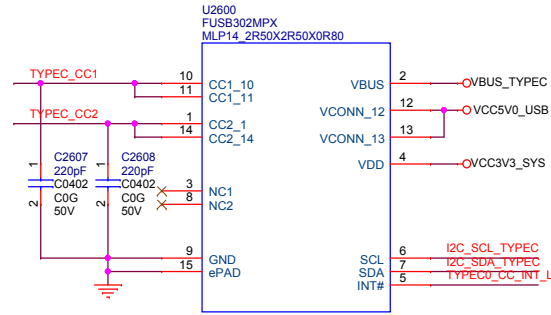 U2600
FUSB302MPX
MLP14_2R50X2R50X0R80
TYPEC_CC1
10 CC1_10
11 CC1_11
TYPEC_CC2
1 CC2_1
14 CC2_14
VBUS 2 VBUS_TYPEC
VCONN_12 12 VCC5V0_USB
VCONN_13 13
VDD 4 VCC3V3_SYS
1 C2607
220pF
C0402
2 C0G
50V
1 C2608
220pF
C0402
2 C0G
50V
3 NC1
8 NC2
9 GND
15 ePAD
SCL 6 I2C_SCL_TYPEC
SDA 7 I2C_SDA_TYPEC
INT# 5 TYPEC0_CC_INT_L